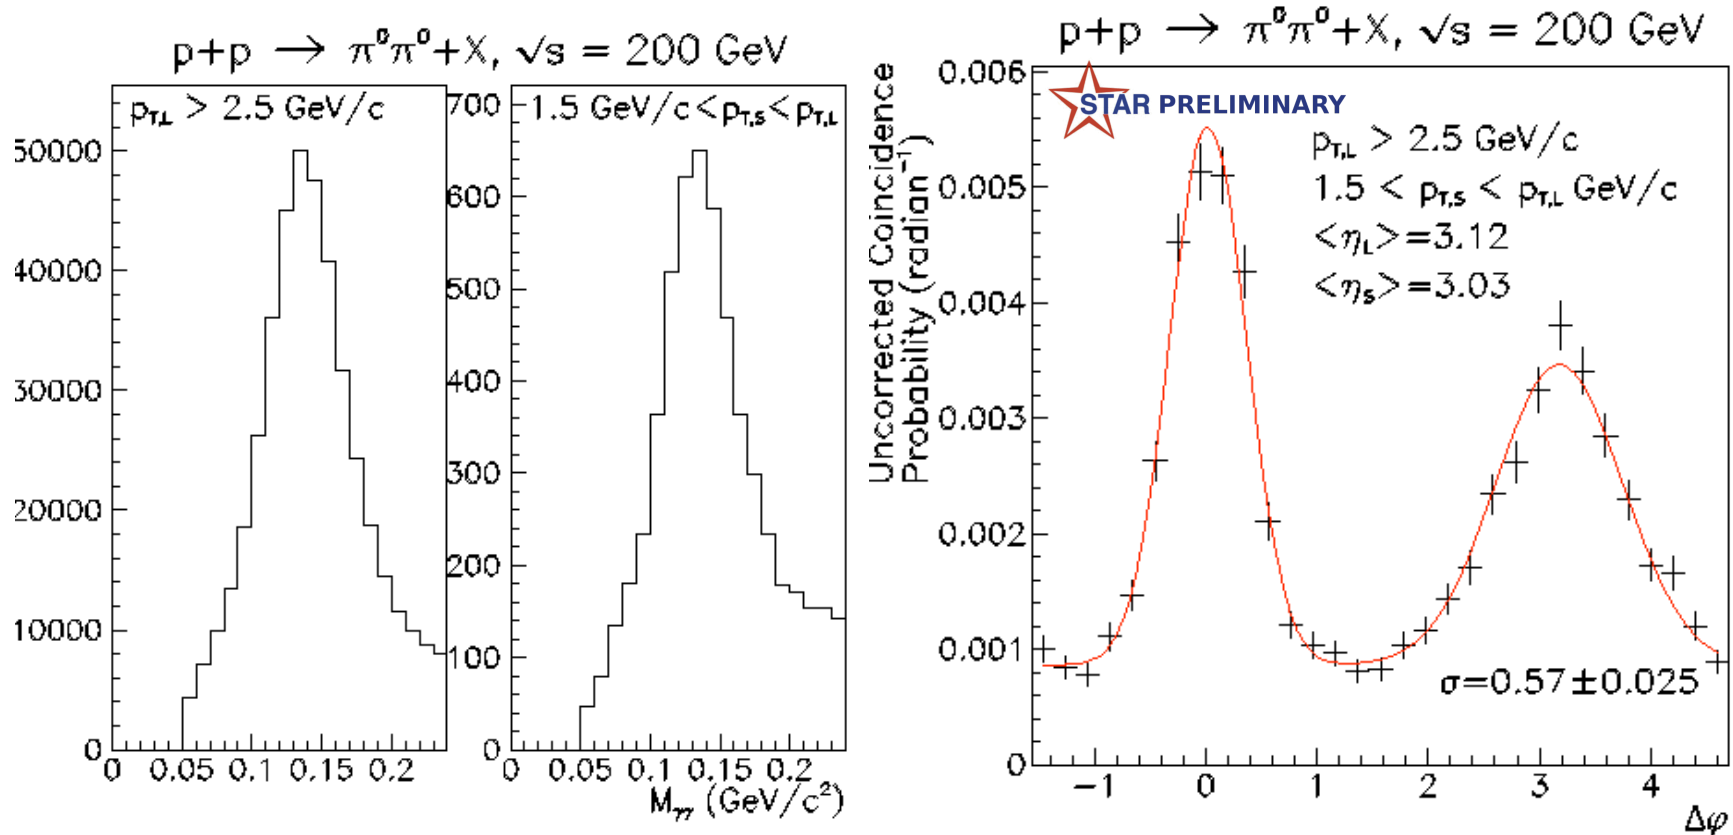 p+p → π⁰π⁰+X, √s = 200 GeV
p_T,L > 2.5 GeV/c
50000
40000
30000
20000
10000
0
0 0.05 0.1 0.15 0.2
1.5 GeV/c<p_T,S<p_T,L
700
600
500
400
300
200
100
0
0 0.05 0.1 0.15 0.2
M_γγ (GeV/c²)
p+p → π⁰π⁰+X, √s = 200 GeV
Uncorrected Coincidence
Probability (radian⁻¹)
0.006
0.005
0.004
0.003
0.002
0.001
0
STAR PRELIMINARY
p_T,L > 2.5 GeV/c
1.5 < p_T,S < p_T,L GeV/c
<η_L>=3.12
<η_S>=3.03
σ=0.57±0.025
−1 0 1 2 3 4
Δφ